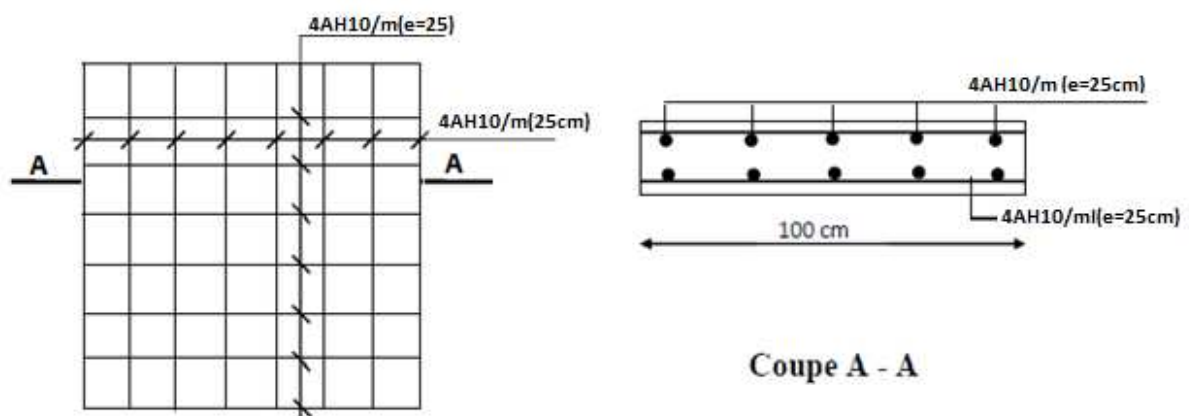 4AH10/m(e=25)
4AH10/m(25cm)
A
A
4AH10/m (e=25cm)
4AH10/ml(e=25cm)
100 cm
Coupe A - A